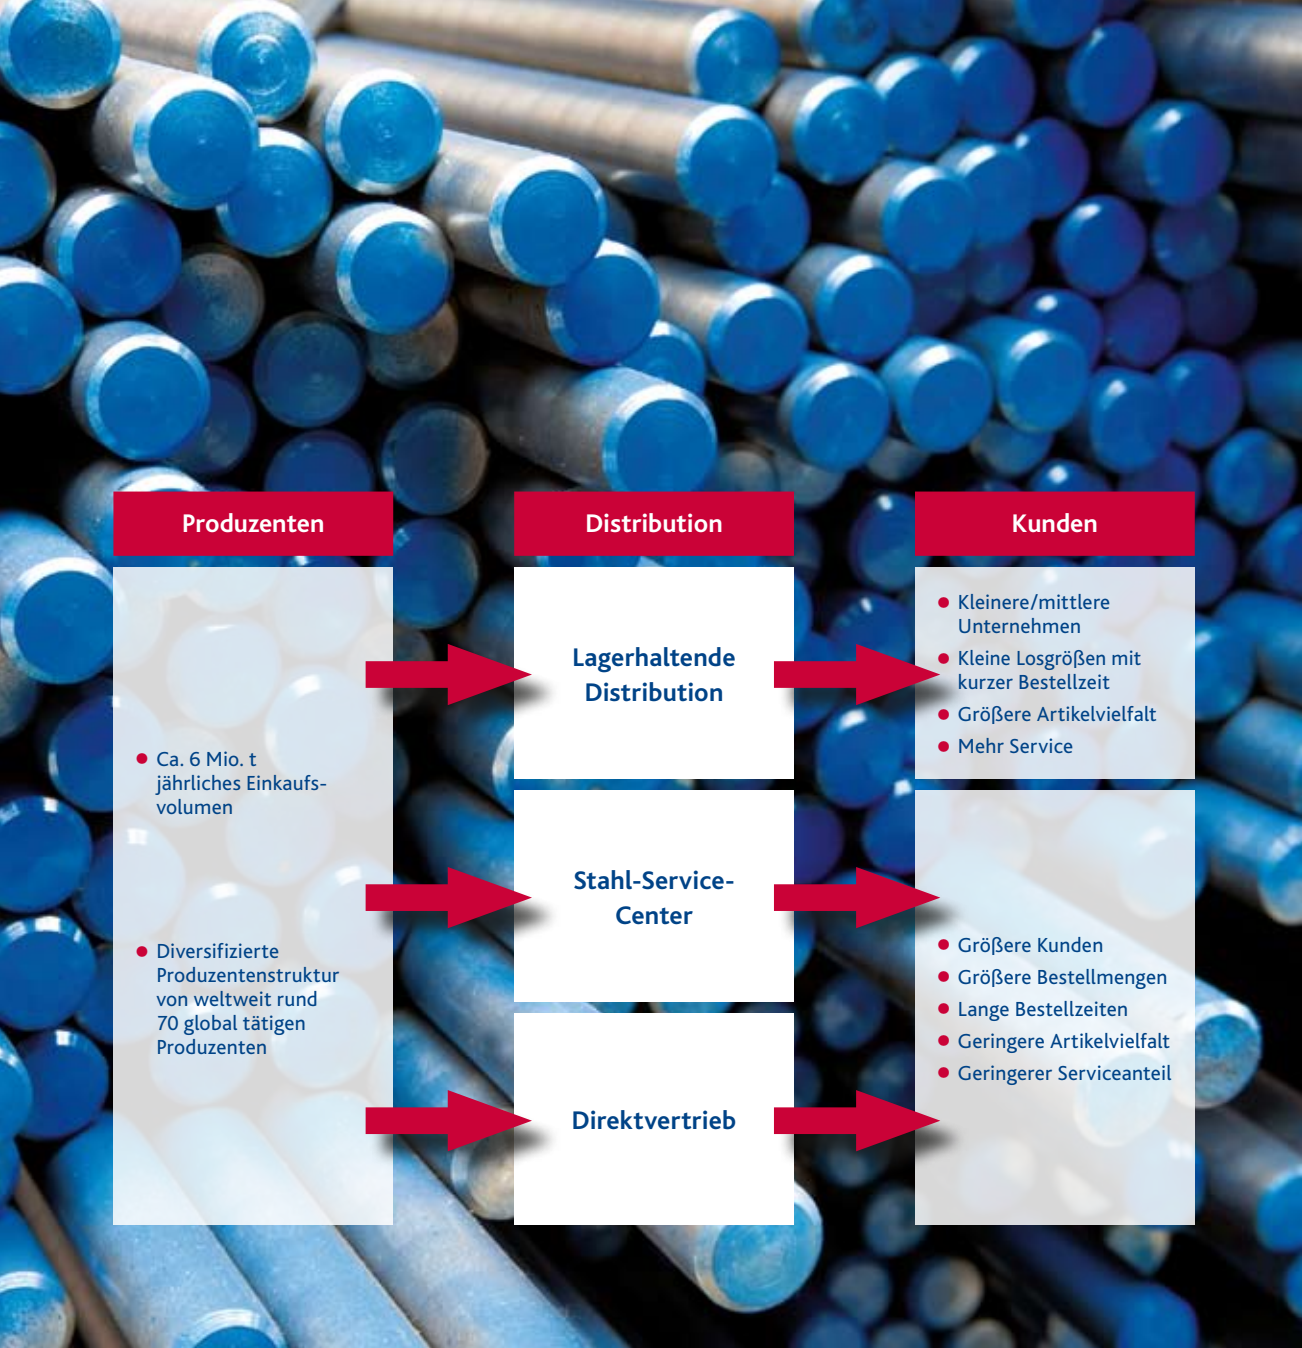 Produzenten
Distribution
Kunden
Ca. 6 Mio. t
jährliches Einkaufs-
volumen
Diversifizierte
Produzentenstruktur
von weltweit rund
70 global tätigen
Produzenten
Lagerhaltende
Distribution
Stahl-Service-
Center
Direktvertrieb
Kleinere/mittlere
Unternehmen
Kleine Losgrößen mit
kurzer Bestellzeit
Größere Artikelvielfalt
Mehr Service
Größere Kunden
Größere Bestellmengen
Lange Bestellzeiten
Geringere Artikelvielfalt
Geringerer Serviceanteil